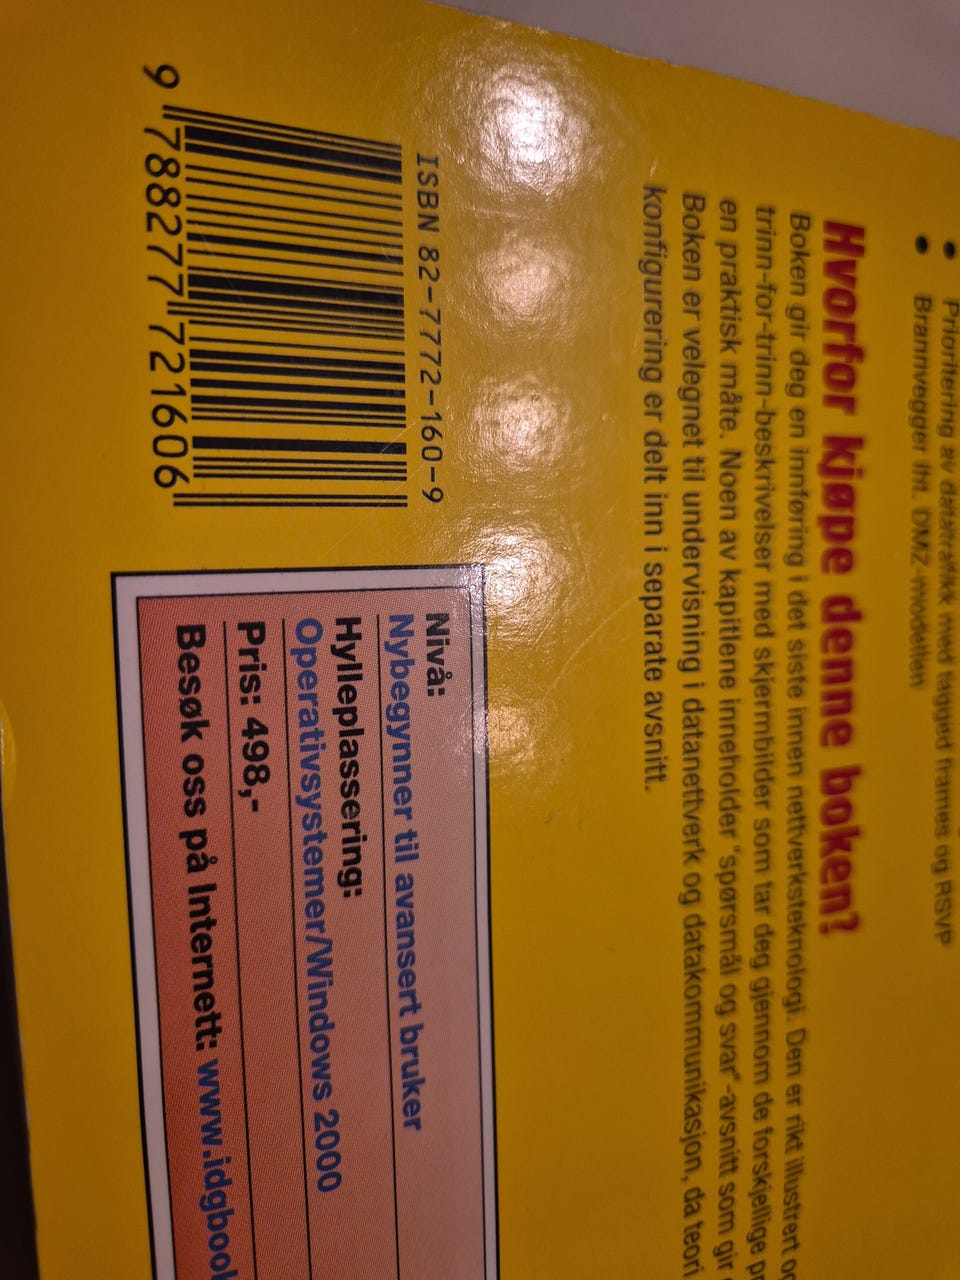 Prioritering av datatrafikk med tagged frames og RSVP
Brannvegger iht. DMZ-modellen
Hvorfor kjøpe denne boken?
Boken gir deg en innføring i det siste innen nettverksteknologi. Den er rikt illustrert
trinn-for-trinn-beskrivelser med skjermbilder som tar deg gjennom de forskjellige
en praktisk måte. Noen av kapitlene inneholder "spørsmål og svar"-avsnitt som gir
Boken er velegnet til undervisning i datanettverk og datakommunikasjon, da teori
konfigurering er delt inn i separate avsnitt.
ISBN 82-7772-160-9
9 788277 721606
Nivå:
Nybegynner til avansert bruker
Hylleplassering:
Operativsystemer/Windows 2000
Pris: 498,-
Besøk oss på Internett: www.idgbook